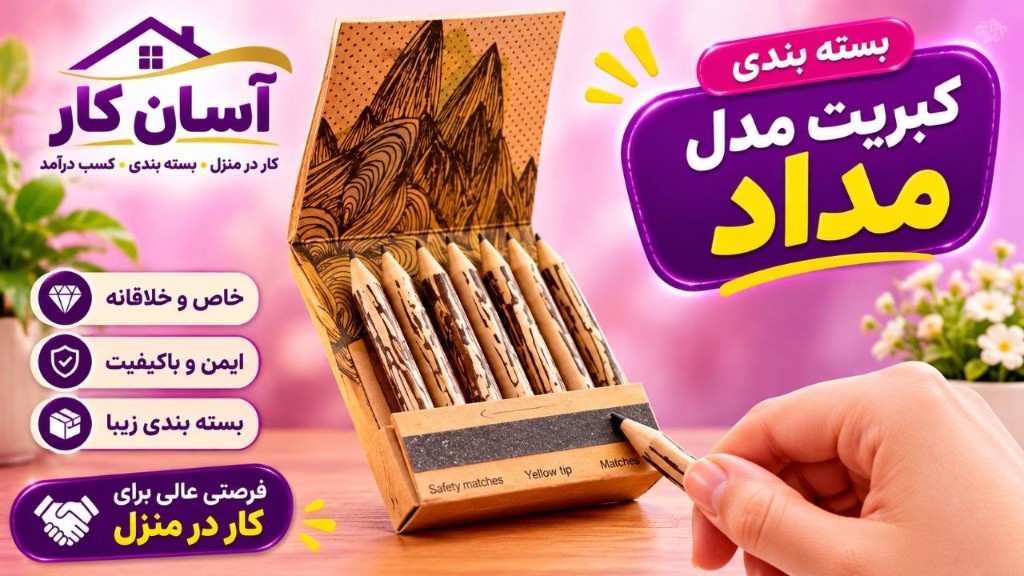 آسان کار
کار در منزل • بسته بندی • کسب درآمد
بسته بندی
کبریت مدل
مداد
خاص و خلاقانه
ایمن و باکیفیت
بسته بندی زیبا
فرصتی عالی برای
کار در منزل
Safety matches
Yellow tip
Matches